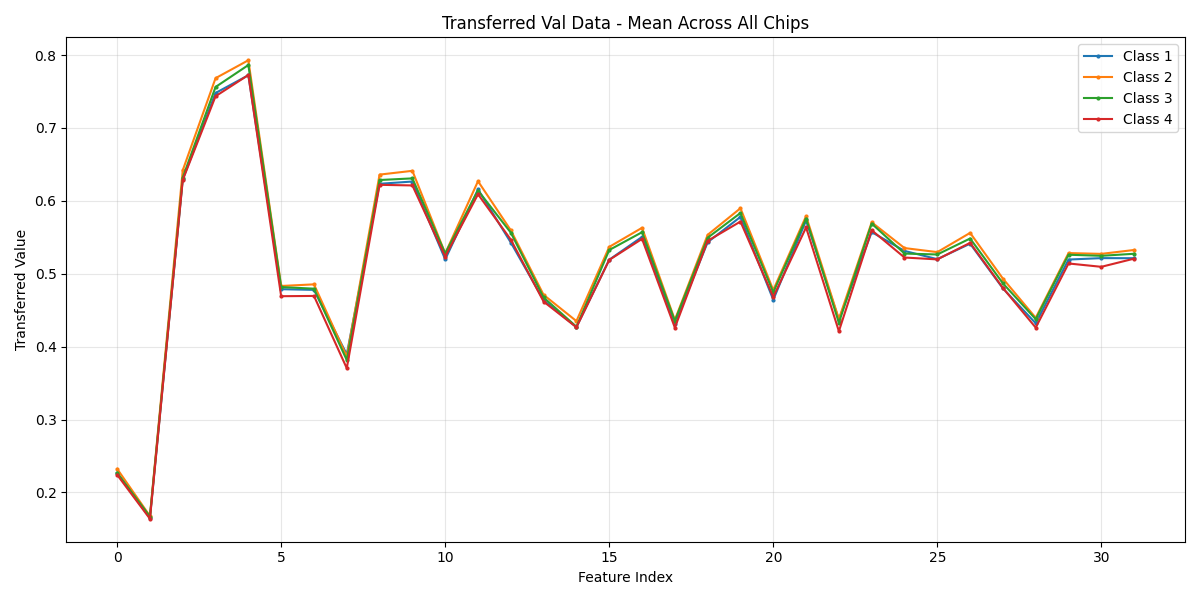 Transferred Val Data - Mean Across All Chips
Class 1
Class 2
Class 3
Class 4
Transferred Value
0.8
0.7
0.6
0.5
0.4
0.3
0.2
0 5 10 15 20 25 30
Feature Index